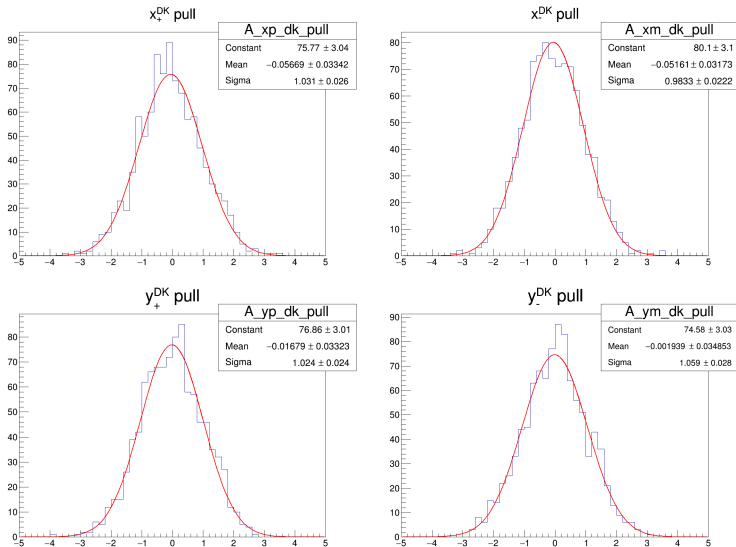 x₊ᴰᴷ pull
A_xp_dk_pull
Constant 75.77 ± 3.04
Mean −0.05669 ± 0.03342
Sigma 1.031 ± 0.026
90
80
70
60
50
40
30
20
10
0
−5 −4 −3 −2 −1 0 1 2 3 4 5
x₋ᴰᴷ pull
A_xm_dk_pull
Constant 80.1 ± 3.1
Mean −0.05161 ± 0.03173
Sigma 0.9833 ± 0.0222
80
70
60
50
40
30
20
10
0
−5 −4 −3 −2 −1 0 1 2 3 4 5
y₊ᴰᴷ pull
A_yp_dk_pull
Constant 76.86 ± 3.01
Mean −0.01679 ± 0.03323
Sigma 1.024 ± 0.024
80
70
60
50
40
30
20
10
0
−5 −4 −3 −2 −1 0 1 2 3 4 5
y₋ᴰᴷ pull
A_ym_dk_pull
Constant 74.58 ± 3.03
Mean −0.001939 ± 0.034853
Sigma 1.059 ± 0.028
90
80
70
60
50
40
30
20
10
0
−5 −4 −3 −2 −1 0 1 2 3 4 5